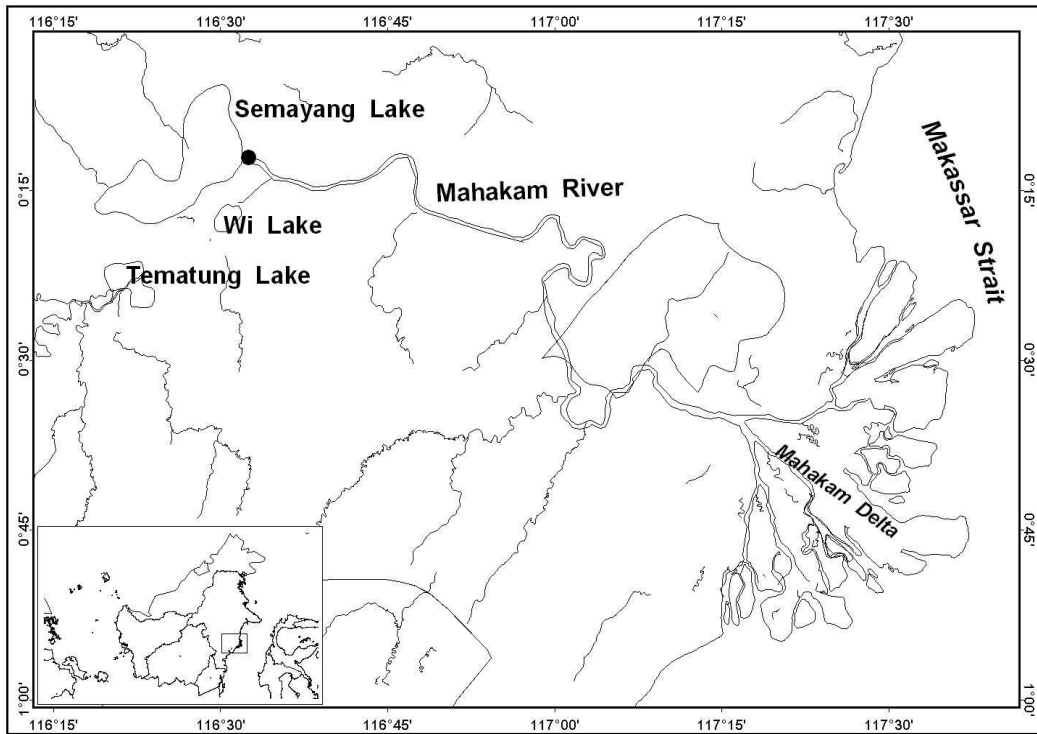 116°15' 116°30' 116°45' 117°00' 117°15' 117°30'
Semayang Lake
Makassar Strait
0°15' 0°15'
Mahakam River
Wi Lake
Tematung Lake
0°30' 0°30'
Mahakam Delta
0°45' 0°45'
1°00' 1°00'
116°15' 116°30' 116°45' 117°00' 117°15' 117°30'